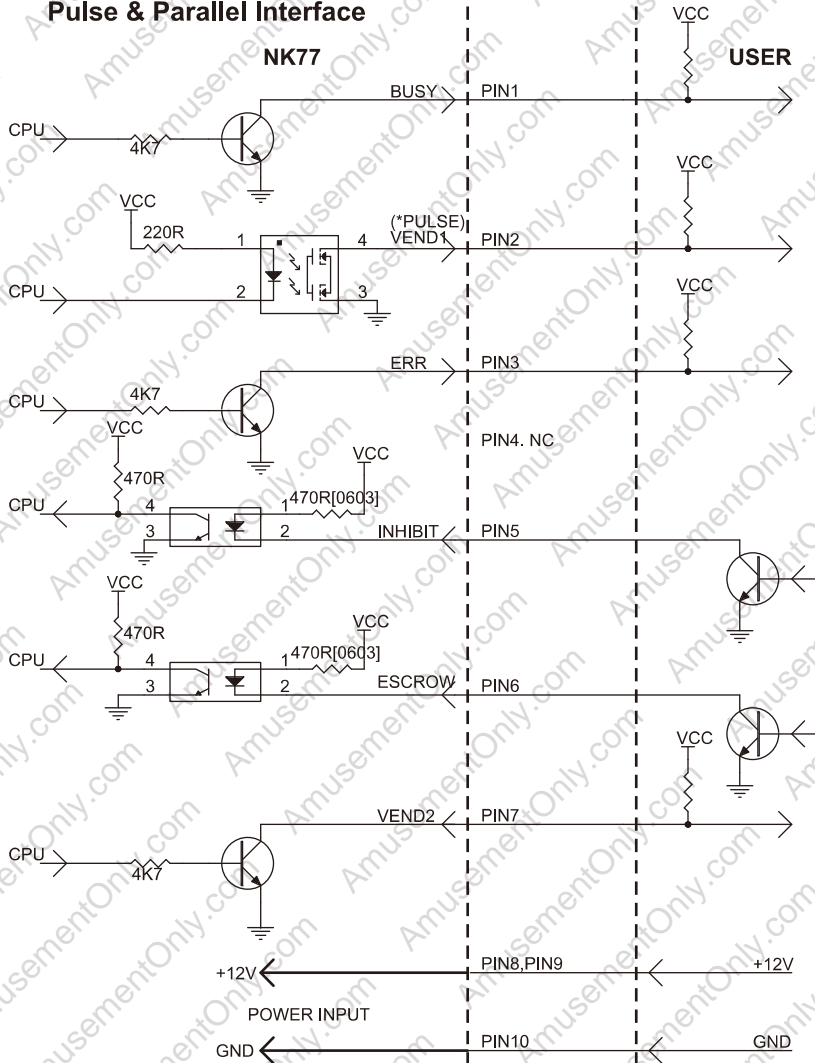 Pulse & Parallel Interface
NK77
USER
VCC
BUSY
PIN1
CPU
4K7
VCC
VCC
220R
1
4
(*PULSE)
VEND1
PIN2
CPU
2
3
VCC
ERR
PIN3
CPU
4K7
VCC
PIN4. NC
VCC
470R
CPU
4
1
470R[0603]
3
2
INHIBIT
PIN5
VCC
470R
VCC
CPU
4
1
470R[0603]
3
2
ESCROW
PIN6
VCC
VEND2
PIN7
CPU
4K7
+12V
PIN8,PIN9
+12V
POWER INPUT
GND
PIN10
GND
AmusementOnly.com